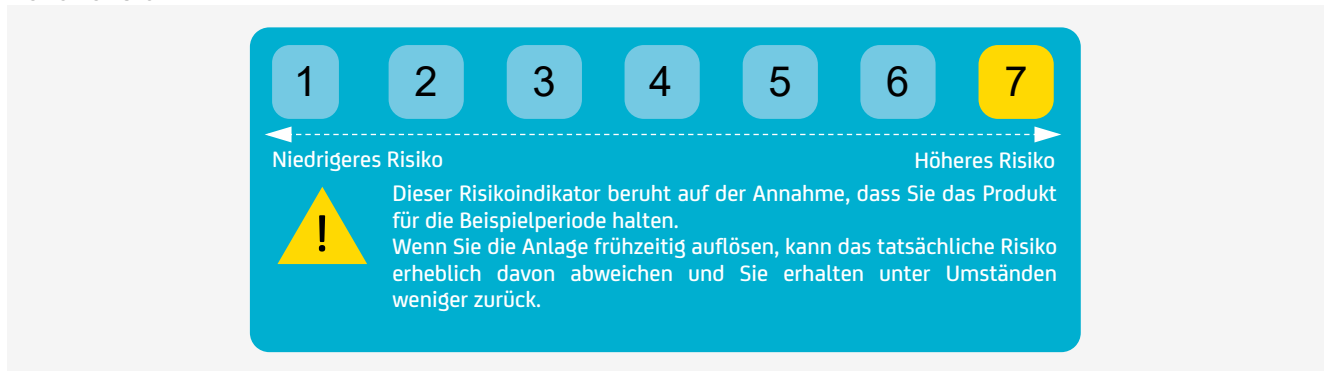 1 2 3 4 5 6 7
Niedrigeres Risiko Höheres Risiko
Dieser Risikoindikator beruht auf der Annahme, dass Sie das Produkt
für die Beispielperiode halten.
!
Wenn Sie die Anlage frühzeitig auflösen, kann das tatsächliche Risiko
erheblich davon abweichen und Sie erhalten unter Umständen
weniger zurück.